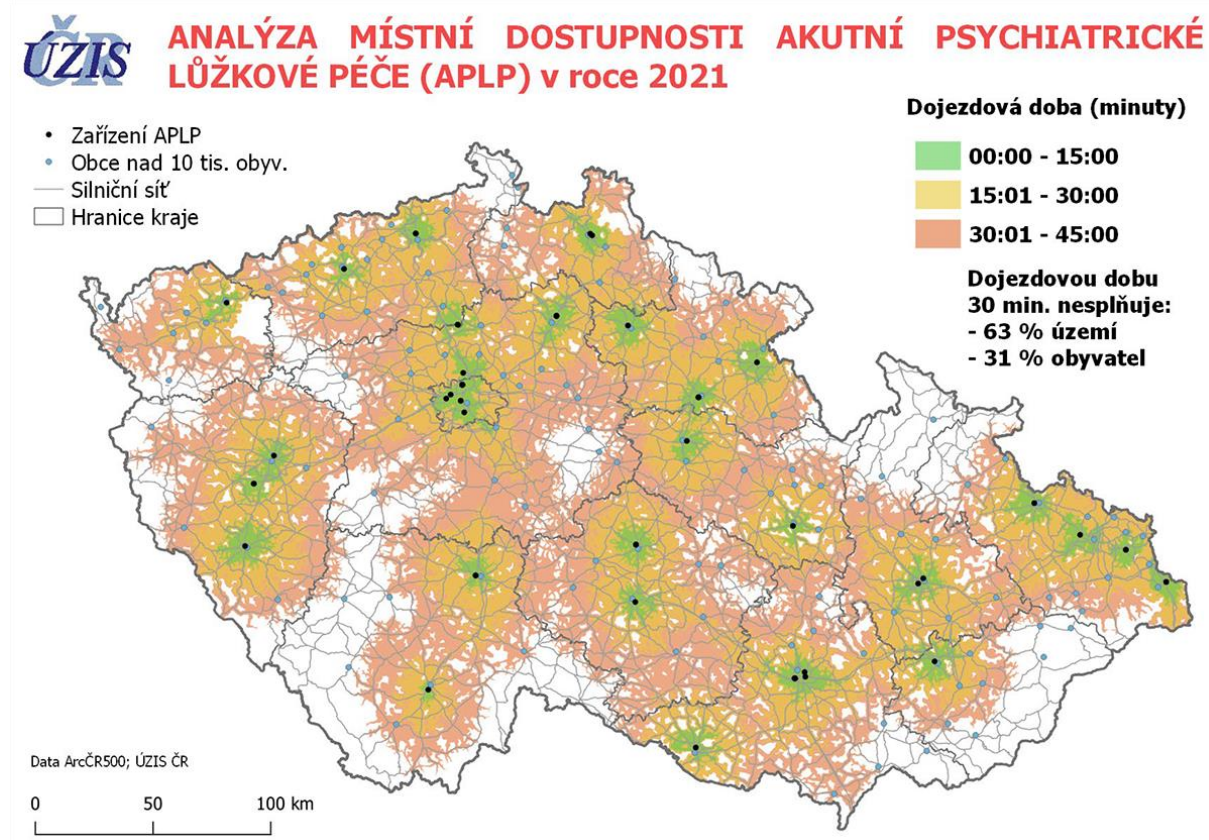 ÚZIS
ČR
ANALÝZA MÍSTNÍ DOSTUPNOSTI AKUTNÍ PSYCHIATRICKÉ
LŮŽKOVÉ PÉČE (APLP) v roce 2021
Zařízení APLP
Obce nad 10 tis. obyv.
Silniční síť
Hranice kraje
Dojezdová doba (minuty)
00:00 - 15:00
15:01 - 30:00
30:01 - 45:00
Dojezdovou dobu
30 min. nesplňuje:
- 63 % území
- 31 % obyvatel
Data ArcČR500; ÚZIS ČR
0 50 100 km